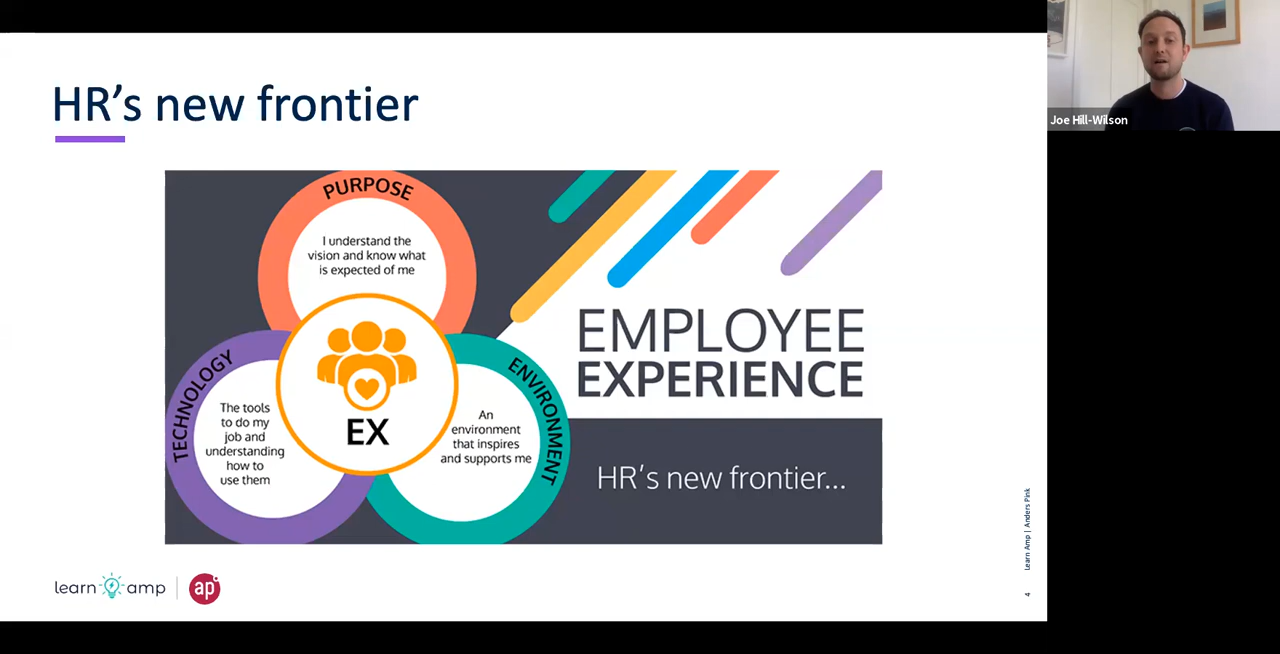 HR's new frontier
Joe Hill-Wilson
PURPOSE
I understand the
vision and know what
is expected of me
TECHNOLOGY
The tools
to do my
job and
understanding
how to
use them
EX
ENVIRONMENT
An
environment
that inspires
and supports me
EMPLOYEE
EXPERIENCE
HR's new frontier...
learn amp
ap
Learn Amp | Anders Pink
4